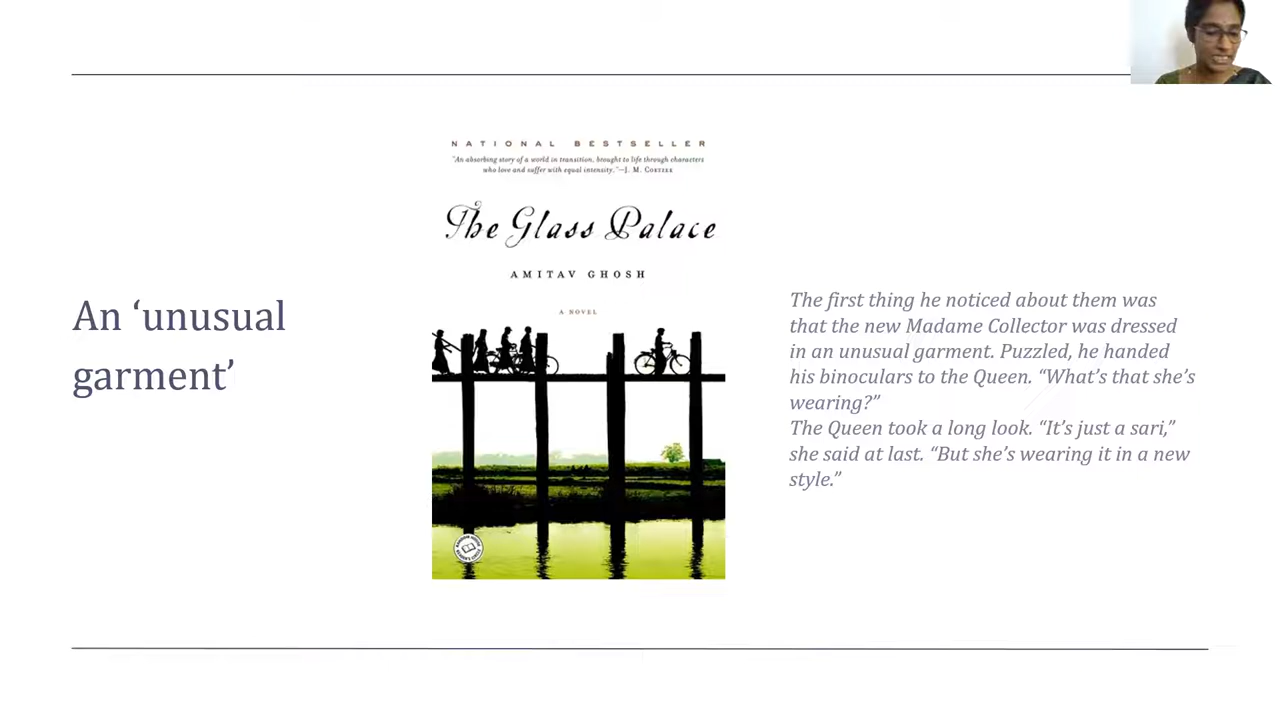 An ‘unusual
garment’
NATIONAL BESTSELLER
"An absorbing story of a world in transition, brought to life through characters
who love and suffer with equal intensity."—J. M. COETZEE
The Glass Palace
AMITAV GHOSH
A NOVEL
The first thing he noticed about them was
that the new Madame Collector was dressed
in an unusual garment. Puzzled, he handed
his binoculars to the Queen. “What’s that she’s
wearing?”
The Queen took a long look. “It’s just a sari,”
she said at last. “But she’s wearing it in a new
style.”